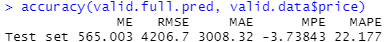 > accuracy(valid.full.pred, valid.data$price)
ME RMSE MAE MPE MAPE
Test set 565.003 4206.7 3008.32 -3.73843 22.177